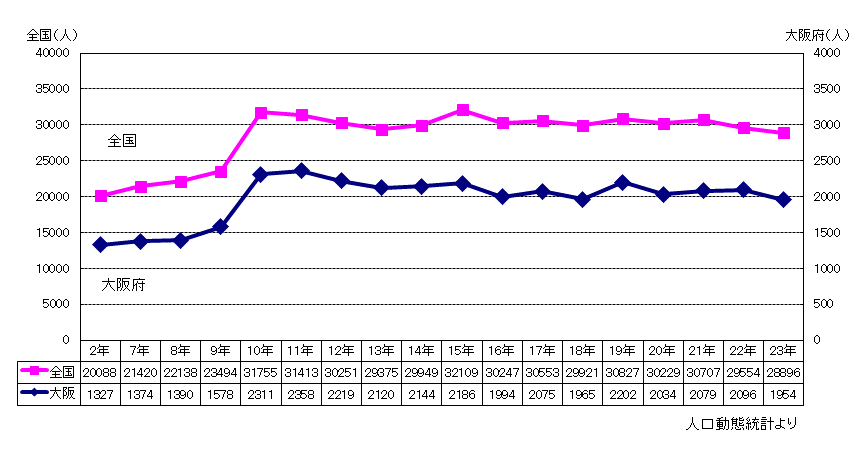 全国(人) 大阪府(人)
40000 4000
35000 3500
30000 3000
全国
25000 2500
20000 2000
15000 1500
10000 1000
大阪府
5000 500
0 0
2年 7年 8年 9年 10年 11年 12年 13年 14年 15年 16年 17年 18年 19年 20年 21年 22年 23年
全国 20088 21420 22138 23494 31755 31413 30251 29375 29949 32109 30247 30553 29921 30827 30229 30707 29554 28896
大阪 1327 1374 1390 1578 2311 2358 2219 2120 2144 2186 1994 2075 1965 2202 2034 2079 2096 1954
人口動態統計より